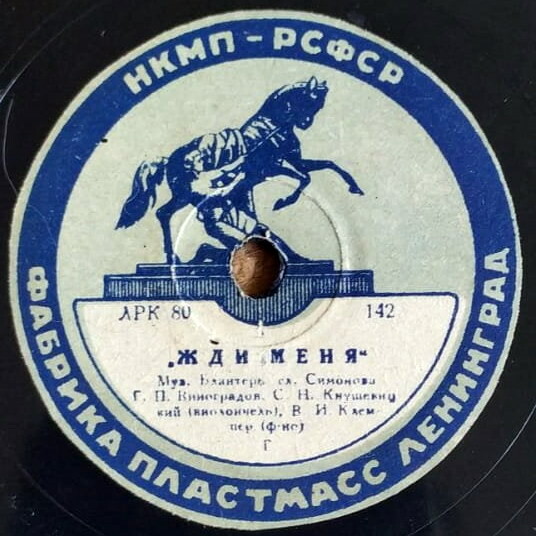 НКМП - РСФСР
АРК 80 142
„ЖДИ МЕНЯ“
Муз. Блантера, сл. Симонова
Г. П. Виноградов, С. Н. Кнушевиц
кий (виолончель), В. И. Клем-
пер (ф-но)
Г
ФАБРИКА ПЛАСТМАСС ЛЕНИНГРАД